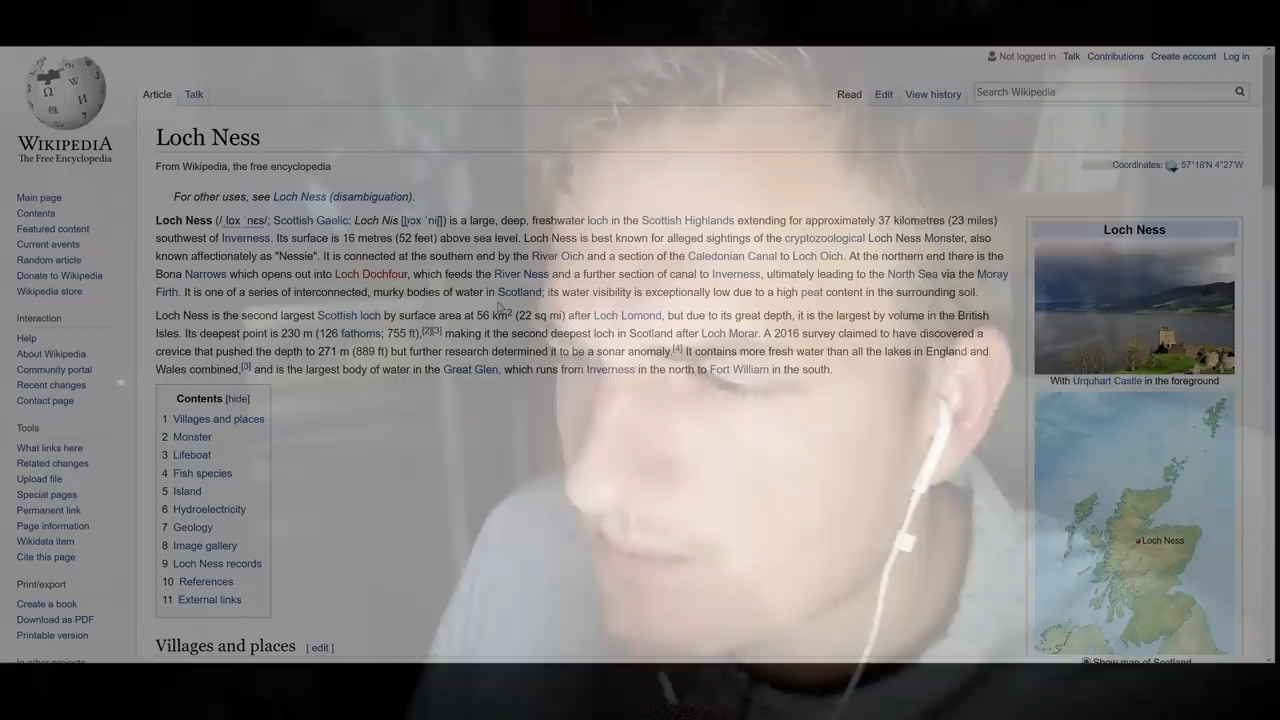 Not logged in Talk Contributions Create account Log in
Article Talk Read Edit View history Search Wikipedia
WIKIPEDIA
The Free Encyclopedia
Main page
Contents
Featured content
Current events
Random article
Donate to Wikipedia
Wikipedia store
Interaction
Help
About Wikipedia
Community portal
Recent changes
Contact page
Tools
What links here
Related changes
Upload file
Special pages
Permanent link
Page information
Wikidata item
Cite this page
Print/export
Create a book
Download as PDF
Printable version
In other projects
Loch Ness
From Wikipedia, the free encyclopedia
Coordinates: 57°18′N 4°27′W
For other uses, see Loch Ness (disambiguation).
Loch Ness (/ˌlɒx ˈnɛs/; Scottish Gaelic: Loch Nis [l̪ˠɔx ˈniʃ]) is a large, deep, freshwater loch in the Scottish Highlands extending for approximately 37 kilometres (23 miles)
southwest of Inverness. Its surface is 16 metres (52 feet) above sea level. Loch Ness is best known for alleged sightings of the cryptozoological Loch Ness Monster, also
known affectionately as "Nessie". It is connected at the southern end by the River Oich and a section of the Caledonian Canal to Loch Oich. At the northern end there is the
Bona Narrows which opens out into Loch Dochfour, which feeds the River Ness and a further section of canal to Inverness, ultimately leading to the North Sea via the Moray
Firth. It is one of a series of interconnected, murky bodies of water in Scotland; its water visibility is exceptionally low due to a high peat content in the surrounding soil.
Loch Ness is the second largest Scottish loch by surface area at 56 km2 (22 sq mi) after Loch Lomond, but due to its great depth, it is the largest by volume in the British
Isles. Its deepest point is 230 m (126 fathoms; 755 ft),[2][3] making it the second deepest loch in Scotland after Loch Morar. A 2016 survey claimed to have discovered a
crevice that pushed the depth to 271 m (889 ft) but further research determined it to be a sonar anomaly.[4] It contains more fresh water than all the lakes in England and
Wales combined,[3] and is the largest body of water in the Great Glen, which runs from Inverness in the north to Fort William in the south.
Contents [hide]
1 Villages and places
2 Monster
3 Lifeboat
4 Fish species
5 Island
6 Hydroelectricity
7 Geology
8 Image gallery
9 Loch Ness records
10 References
11 External links
Villages and places [ edit ]
Loch Ness
With Urquhart Castle in the foreground
Loch Ness
Show map of Scotland